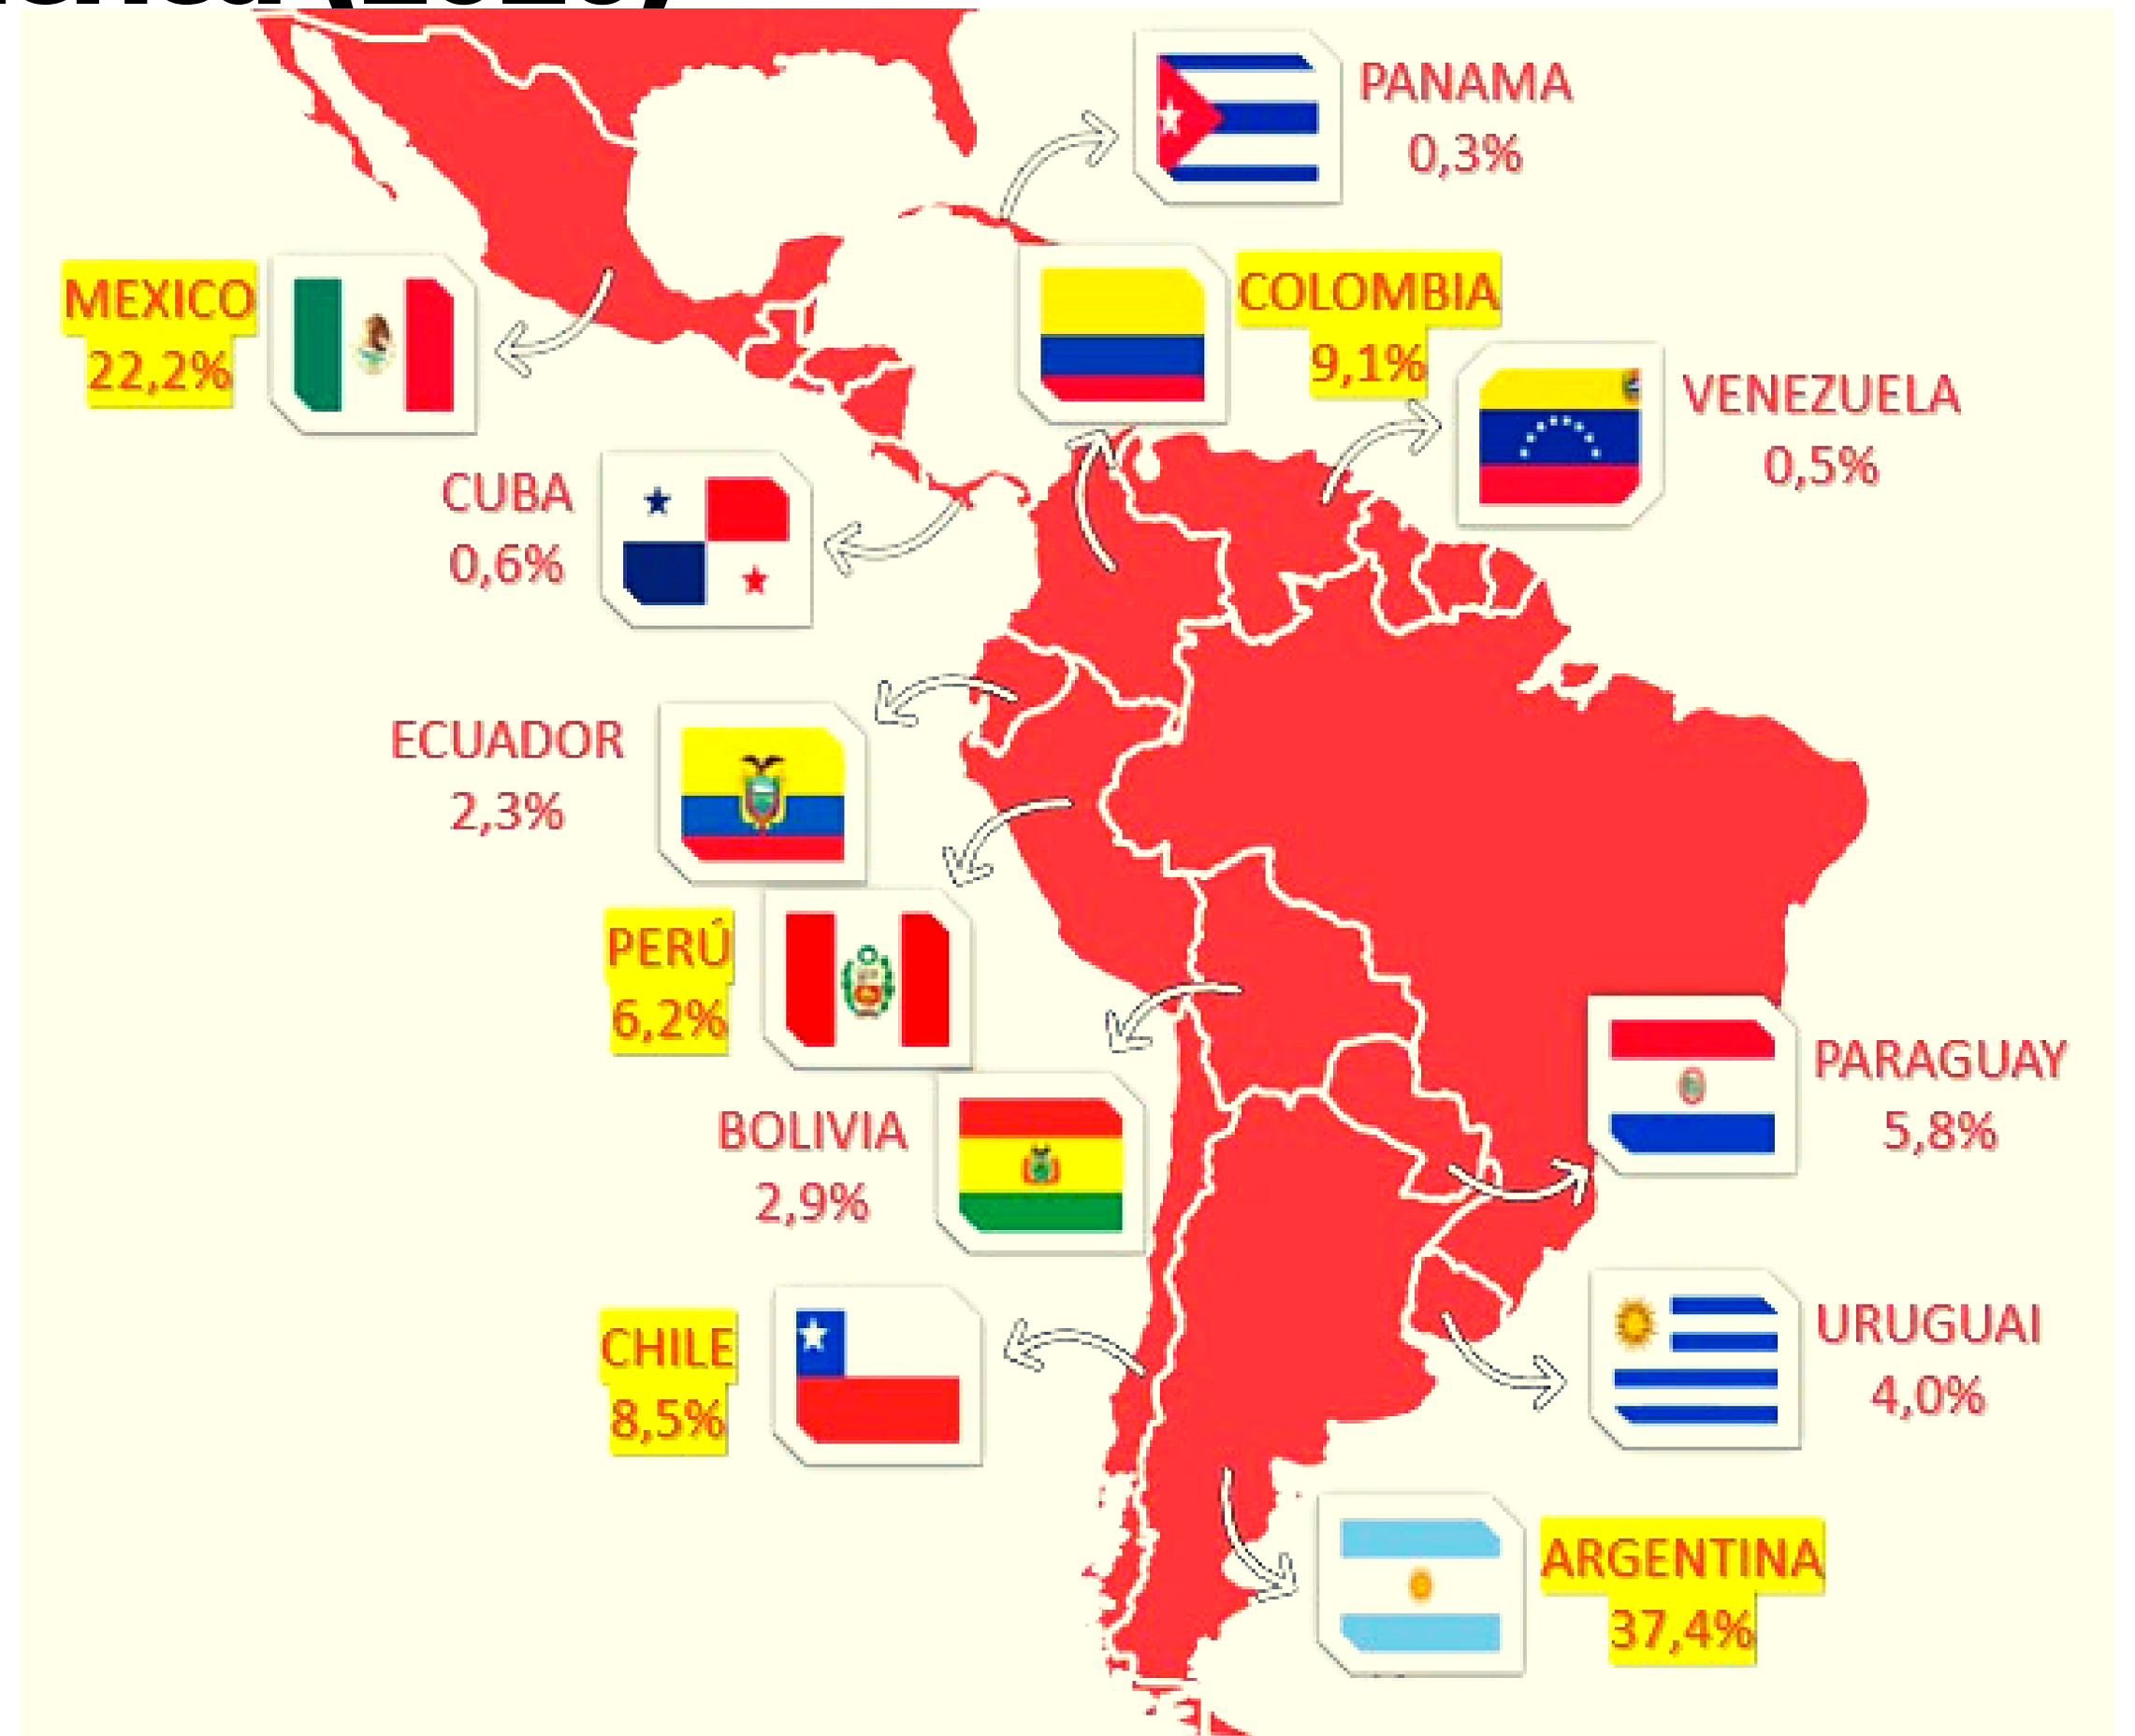 PANAMA
0,3%
MEXICO
22,2%
COLOMBIA
9,1%
VENEZUELA
0,5%
CUBA
0,6%
ECUADOR
2,3%
PERÚ
6,2%
PARAGUAY
5,8%
BOLIVIA
2,9%
URUGUAI
4,0%
CHILE
8,5%
ARGENTINA
37,4%